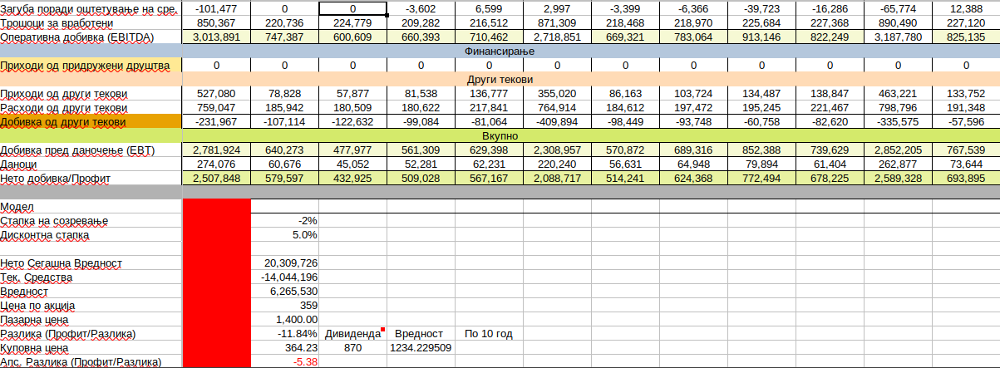 Загуба поради оштетување на сре. -101,477 0 0 -3,602 6,599 2,997 -3,390 -6,366 -39,723 -16,286 -65,774 12,388
Трошоци за вработени 850,367 220,736 224,779 209,282 216,512 871,309 218,468 218,970 225,684 227,368 890,490 227,120
Оперативна добивка (EBITDA) 3,013,891 747,387 600,609 660,393 710,462 2,718,851 669,321 783,064 913,146 822,249 3,187,780 825,135
Финансирање
Приходи од придружени друштва 0 0 0 0 0 0 0 0 0 0 0 0
Други текови
Приходи од други текови 527,080 78,828 57,877 81,538 136,777 355,020 86,163 103,724 134,487 138,847 463,221 133,752
Расходи од други текови 759,047 185,942 180,509 180,622 217,841 764,914 184,612 197,472 195,245 221,467 798,796 191,348
Добивка од други текови -231,967 -107,114 -122,632 -99,084 -81,064 -409,894 -98,449 -93,748 -60,758 -82,620 -335,575 -57,596
Вкупно
Добивка пред даночење (EBT) 2,781,924 640,273 477,977 561,309 629,398 2,308,957 570,872 689,316 852,388 739,629 2,852,205 767,539
Даноци 274,076 60,676 45,052 52,281 62,231 220,240 56,631 64,948 79,894 61,404 262,877 73,644
Нето добивка/Профит 2,507,848 579,597 432,925 509,028 567,167 2,088,717 514,241 624,368 772,494 678,225 2,589,328 693,895
Модел
Стапка на созревање -2%
Дисконтна стапка 5.0%
Нето Сегашна Вредност 20,309,726
Тек. Средства -14,044,196
Вредност 6,265,530
Цена по акција 359
Пазарна цена 1,400.00
Разлика (Профит/Разлика) -11.84% Дивиденда Вредност По 10 год
Куповна цена 364.23 870 1234.229509
Апс. Разлика (Профит/Разлика) -5.38